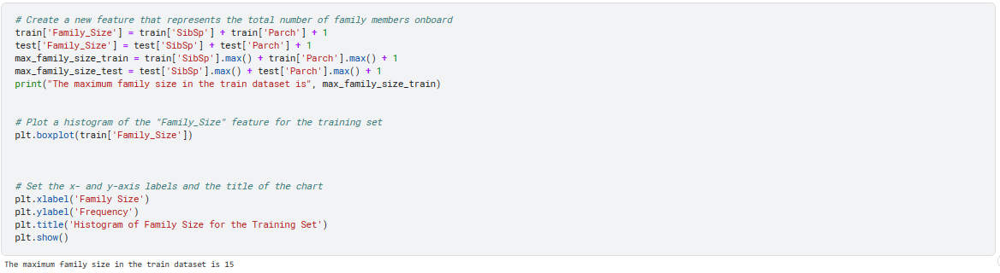 # Create a new feature that represents the total number of family members onboard
train['Family_Size'] = train['SibSp'] + train['Parch'] + 1
test['Family_Size'] = test['SibSp'] + test['Parch'] + 1
max_family_size_train = train['SibSp'].max() + train['Parch'].max() + 1
max_family_size_test = test['SibSp'].max() + test['Parch'].max() + 1
print("The maximum family size in the train dataset is", max_family_size_train)
# Plot a histogram of the "Family_Size" feature for the training set
plt.boxplot(train['Family_Size'])
# Set the x- and y-axis labels and the title of the chart
plt.xlabel('Family Size')
plt.ylabel('Frequency')
plt.title('Histogram of Family Size for the Training Set')
plt.show()
The maximum family size in the train dataset is 15